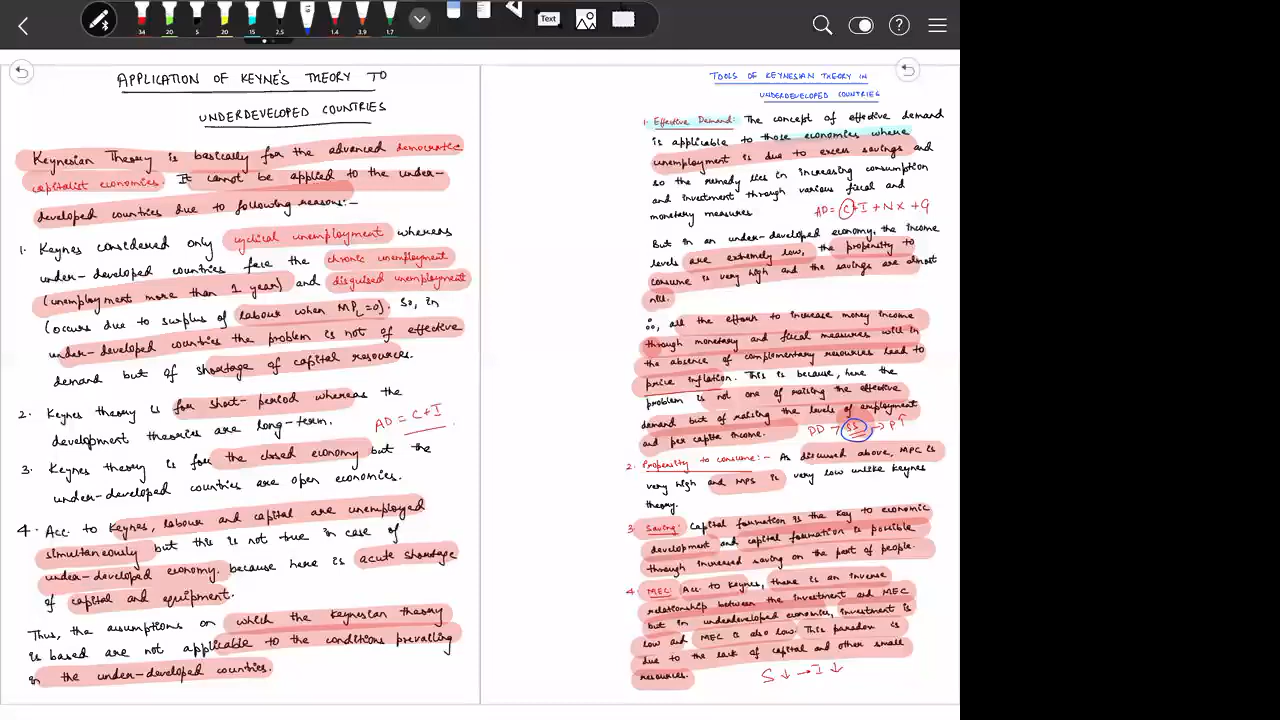 34 20 5 20 15 2.5 19 1.4 3.9 1.7
Text
APPLICATION OF KEYNE'S THEORY TO
UNDERDEVELOPED COUNTRIES
Keynesian Theory is basically for the advanced democratic
capitalist economies. It cannot be applied to the under-
developed countries due to following reasons:-
1. Keynes considered only cyclical unemployment whereas
under-developed countries face the chronic unemployment
(unemployment more than 1 year) and disguised unemployment
(occurs due to surplus of labour when MPL=0). So, in
under-developed countries the problem is not of effective
demand but of shortage of capital resources.
2. Keynes theory is for short-period whereas the
development theories are long-term.
AD = C+I
3. Keynes theory is for the closed economy but the
under-developed countries are open economies.
4. Acc. to Keynes, labour and capital are unemployed
simultaneously but this is not true in case of
under-developed economy. because here is acute shortage
of capital and equipment.
Thus, the assumptions on which the Keynesian theory
is based are not applicable to the conditions prevailing
in the under-developed countries.
TOOLS OF KEYNESIAN THEORY IN
UNDERDEVELOPED COUNTRIES
1. Effective Demand: The concept of effective demand
is applicable to those economies where
unemployment is due to excess savings and
so the remedy lies in increasing consumption
and investment through various fiscal and
monetary measures
AD = C+I + NX + G
But in an under-developed economy, the income
levels are extremely low, the propensity to
consume is very high and the savings are almost
nill.
∴, all the effort to increase money income
through monetary and fiscal measures will in
the absence of complementary resources lead to
price inflation. This is because, here the
problem is not one of raising the effective
demand but of raising the levels of employment
and per capita income.
DD → SS → P↑
2. Propensity to consume:- As discussed above, MPC is
very high and MPS is very low unlike Keynes
theory.
3. Saving: Capital formation is the key to economic
development and capital formation is possible
through increased saving on the part of people.
4. MEC: Acc to Keynes, there is an inverse
relationship between the investment and MEC
but in underdeveloped economies, investment is
low and MEC is also low. This paradox is
due to the lack of capital and other small
resources.
S ↓ → I ↓